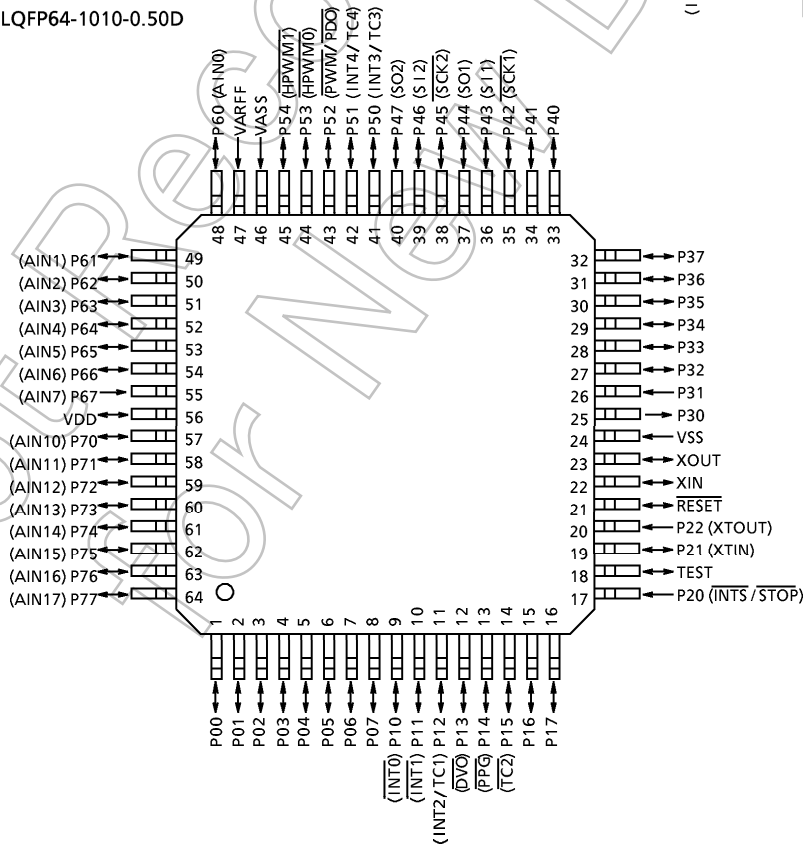 LQFP64-1010-0.50D
(I
P60 (AIN0)
VARFF
VASS
P54 (HPWM1)
P53 (HPWM0)
P52 (PWM/PDO)
P51 (INT4/TC4)
P50 (INT3/TC3)
P47 (SO2)
P46 (SI2)
P45 (SCK2)
P44 (SO1)
P43 (SI1)
P42 (SCK1)
P41
P40
48 47 46 45 44 43 42 41 40 39 38 37 36 35 34 33
(AIN1) P61 49
(AIN2) P62 50
(AIN3) P63 51
(AIN4) P64 52
(AIN5) P65 53
(AIN6) P66 54
(AIN7) P67 55
VDD 56
(AIN10) P70 57
(AIN11) P71 58
(AIN12) P72 59
(AIN13) P73 60
(AIN14) P74 61
(AIN15) P75 62
(AIN16) P76 63
(AIN17) P77 64
32 P37
31 P36
30 P35
29 P34
28 P33
27 P32
26 P31
25 P30
24 VSS
23 XOUT
22 XIN
21 RESET
20 P22 (XTOUT)
19 P21 (XTIN)
18 TEST
17 P20 (INTS/STOP)
1 2 3 4 5 6 7 8 9 10 11 12 13 14 15 16
P00
P01
P02
P03
P04
P05
P06
P07
(INT0) P10
(INT1) P11
(INT2/TC1) P12
(DVO) P13
(PPG) P14
(TC2) P15
P16
P17
for New